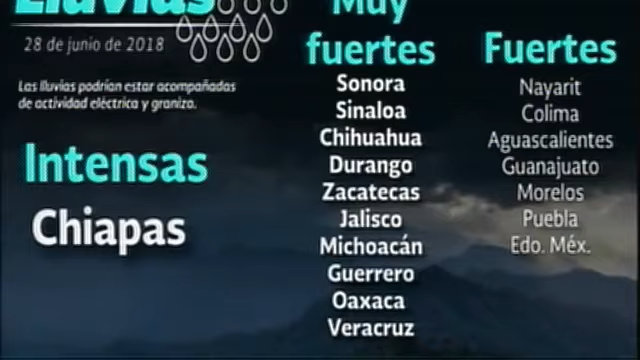 Lluvias
28 de junio de 2018
Las lluvias podrían estar acompañadas
de actividad eléctrica y granizo.
Intensas
Chiapas
Muy
fuertes
Sonora
Sinaloa
Chihuahua
Durango
Zacatecas
Jalisco
Michoacán
Guerrero
Oaxaca
Veracruz
Fuertes
Nayarit
Colima
Aguascalientes
Guanajuato
Morelos
Puebla
Edo. Méx.